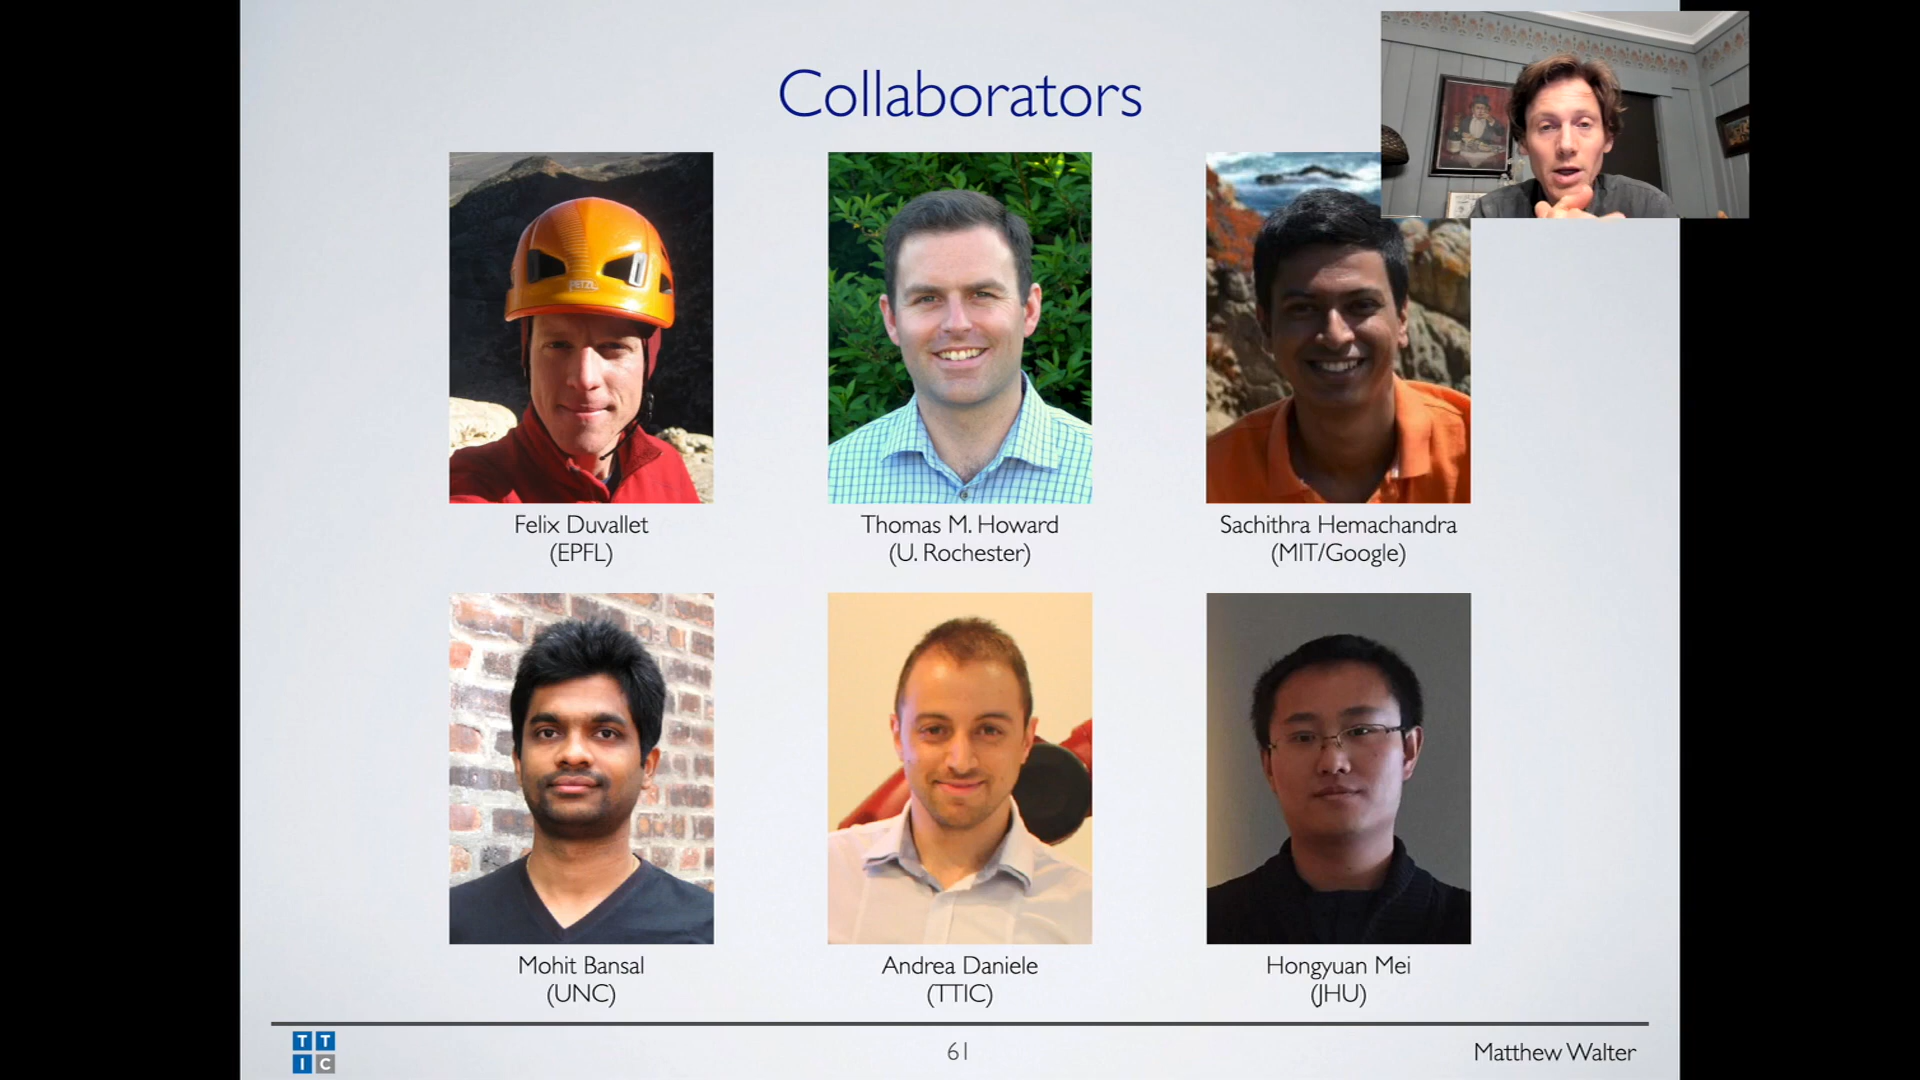 Collaborators
PETZL
Felix Duvallet
(EPFL)
Thomas M. Howard
(U. Rochester)
Sachithra Hemachandra
(MIT/Google)
Mohit Bansal
(UNC)
Andrea Daniele
(TTIC)
Hongyuan Mei
(JHU)
TT
IC
61
Matthew Walter